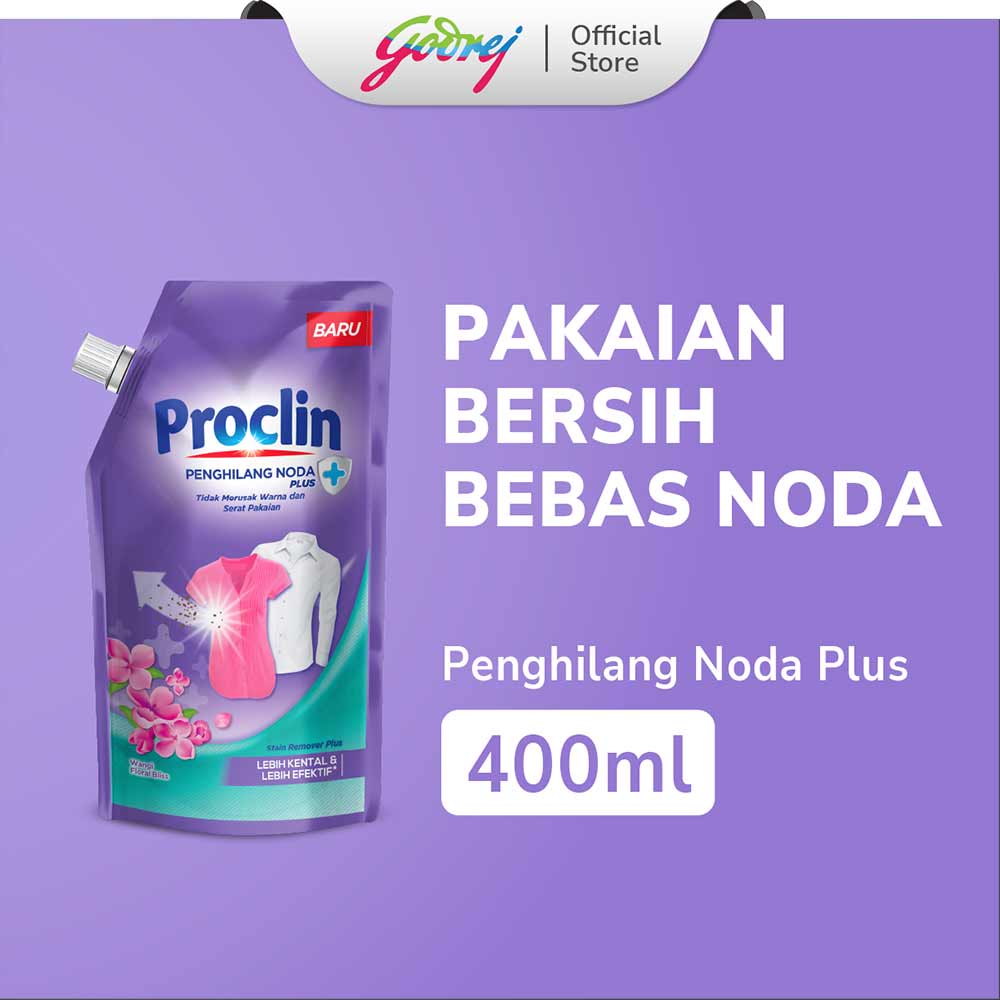 Godrej
Official
Store
BARU
Proclin
PENGHILANG NODA
PLUS
Tidak Merusak Warna dan
Serat Pakaian
Stain Remover Plus
LEBIH KENTAL &
LEBIH EFEKTIF*
Wangi
Floral Bliss
PAKAIAN
BERSIH
BEBAS NODA
Penghilang Noda Plus
400ml